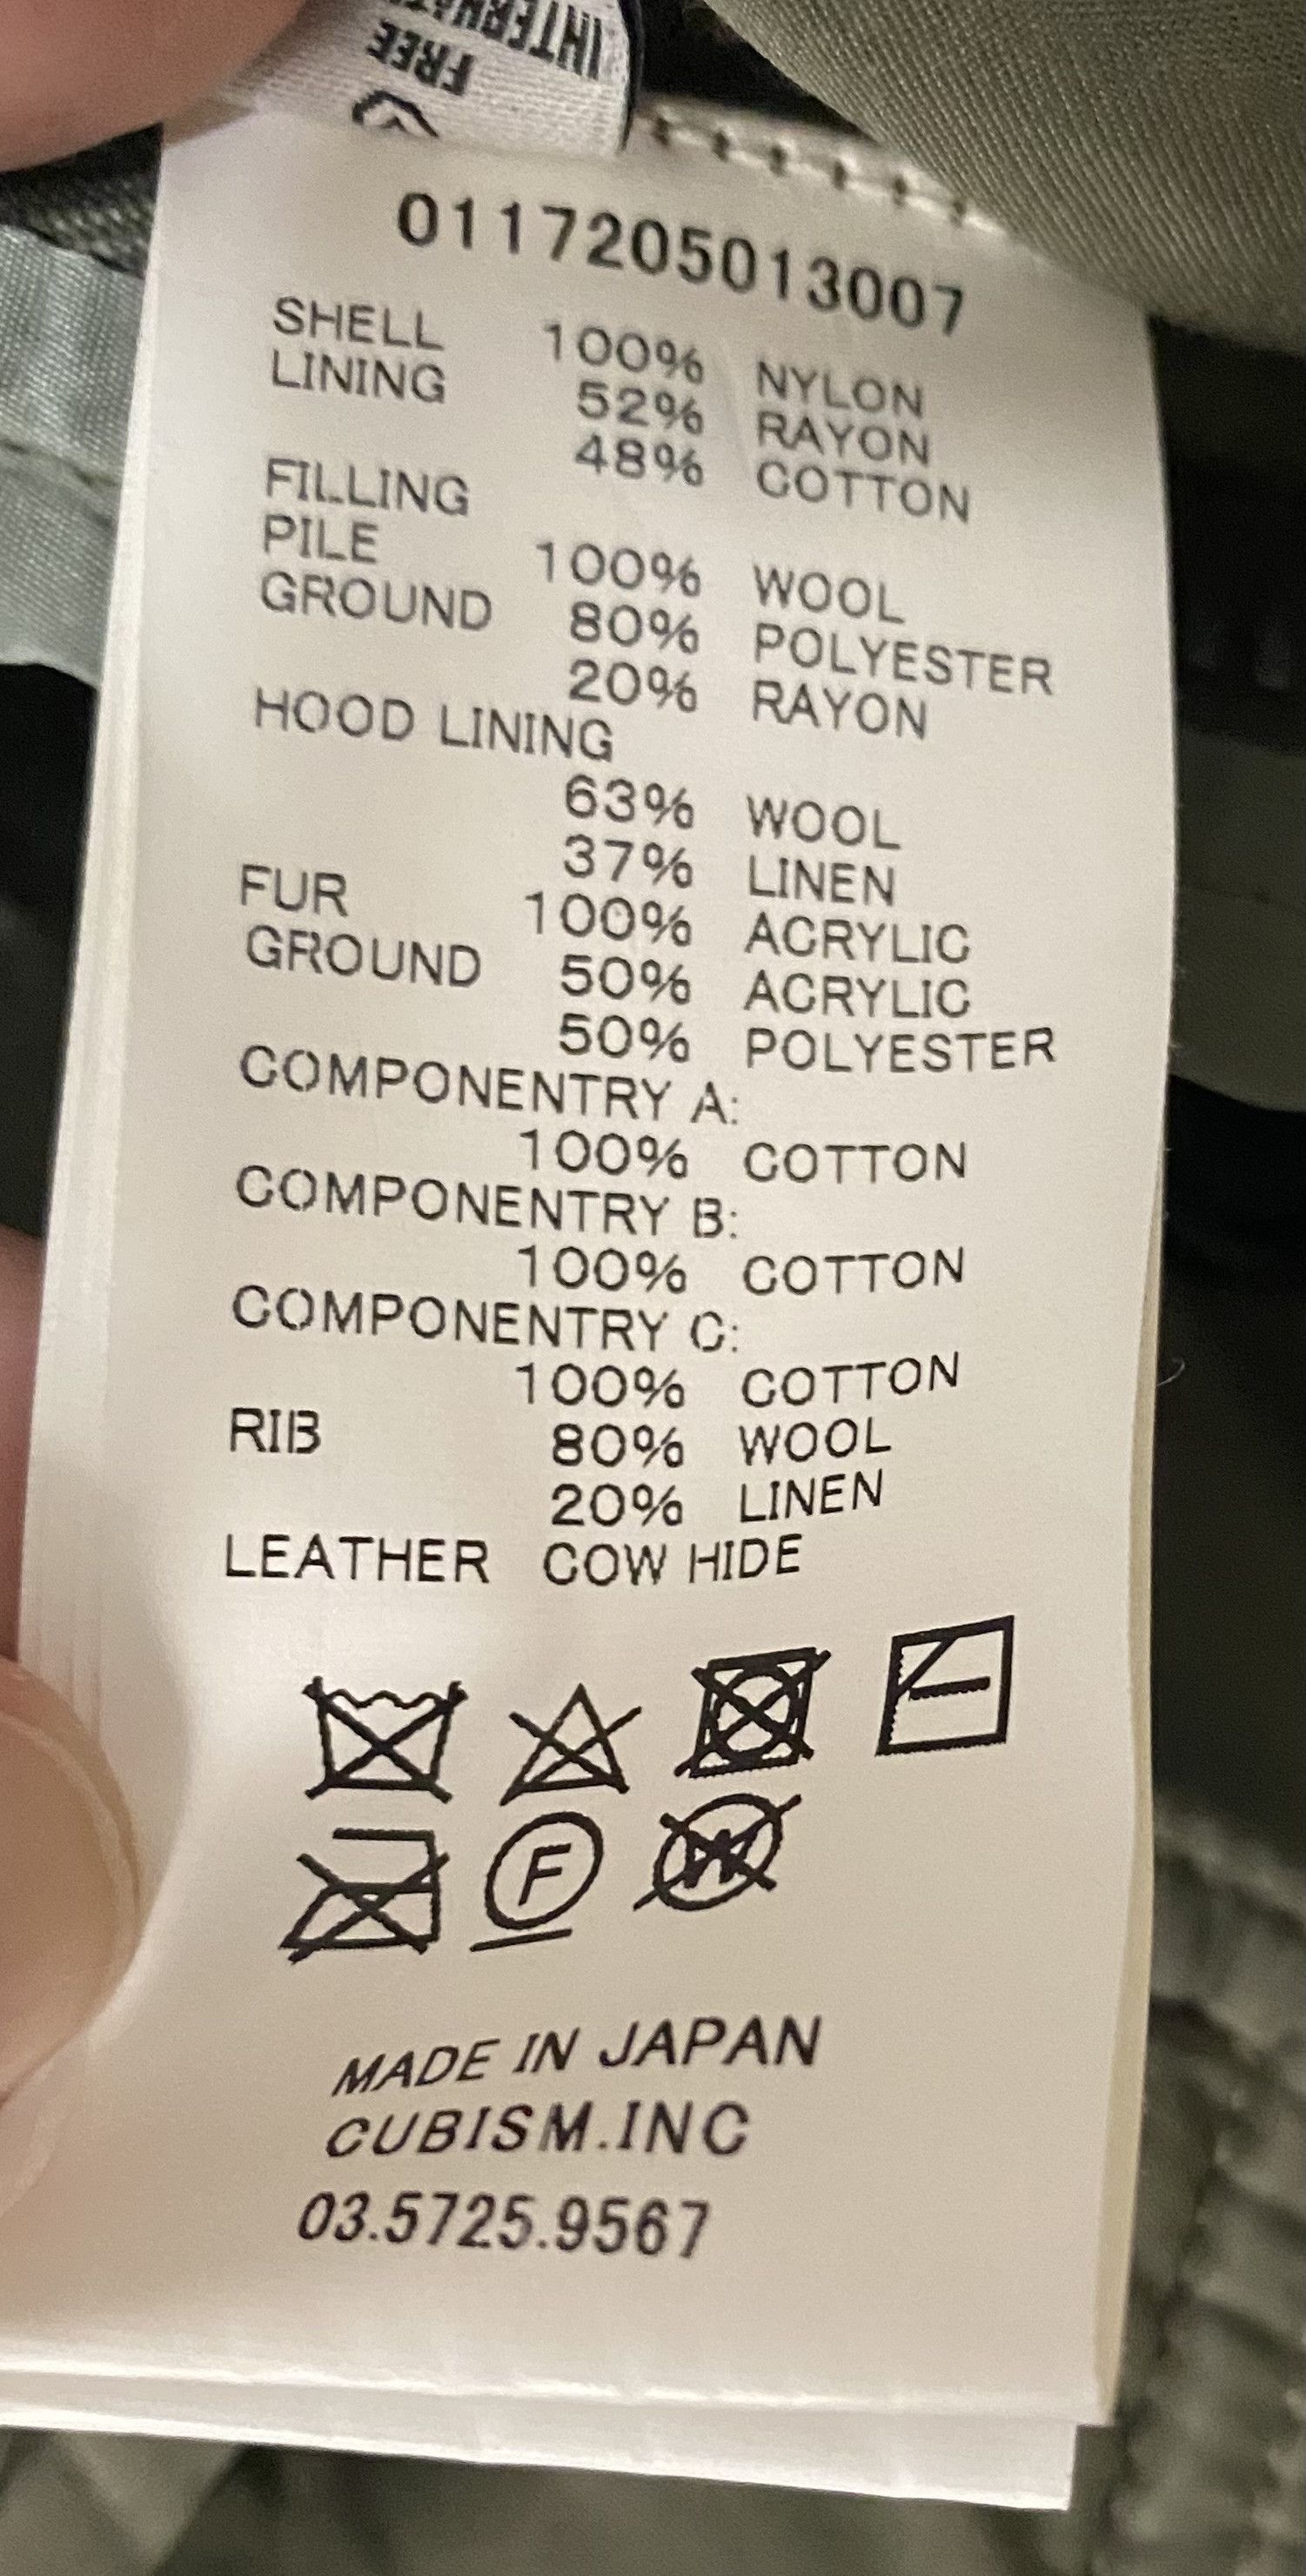 FREE
0117205013007
SHELL 100% NYLON
LINING 52% RAYON
48% COTTON
FILLING
PILE 100% WOOL
GROUND 80% POLYESTER
20% RAYON
HOOD LINING
63% WOOL
37% LINEN
FUR 100% ACRYLIC
GROUND 50% ACRYLIC
50% POLYESTER
COMPONENTRY A:
100% COTTON
COMPONENTRY B:
100% COTTON
COMPONENTRY C:
100% COTTON
RIB 80% WOOL
20% LINEN
LEATHER COW HIDE
F W
MADE IN JAPAN
CUBISM.INC
03.5725.9567